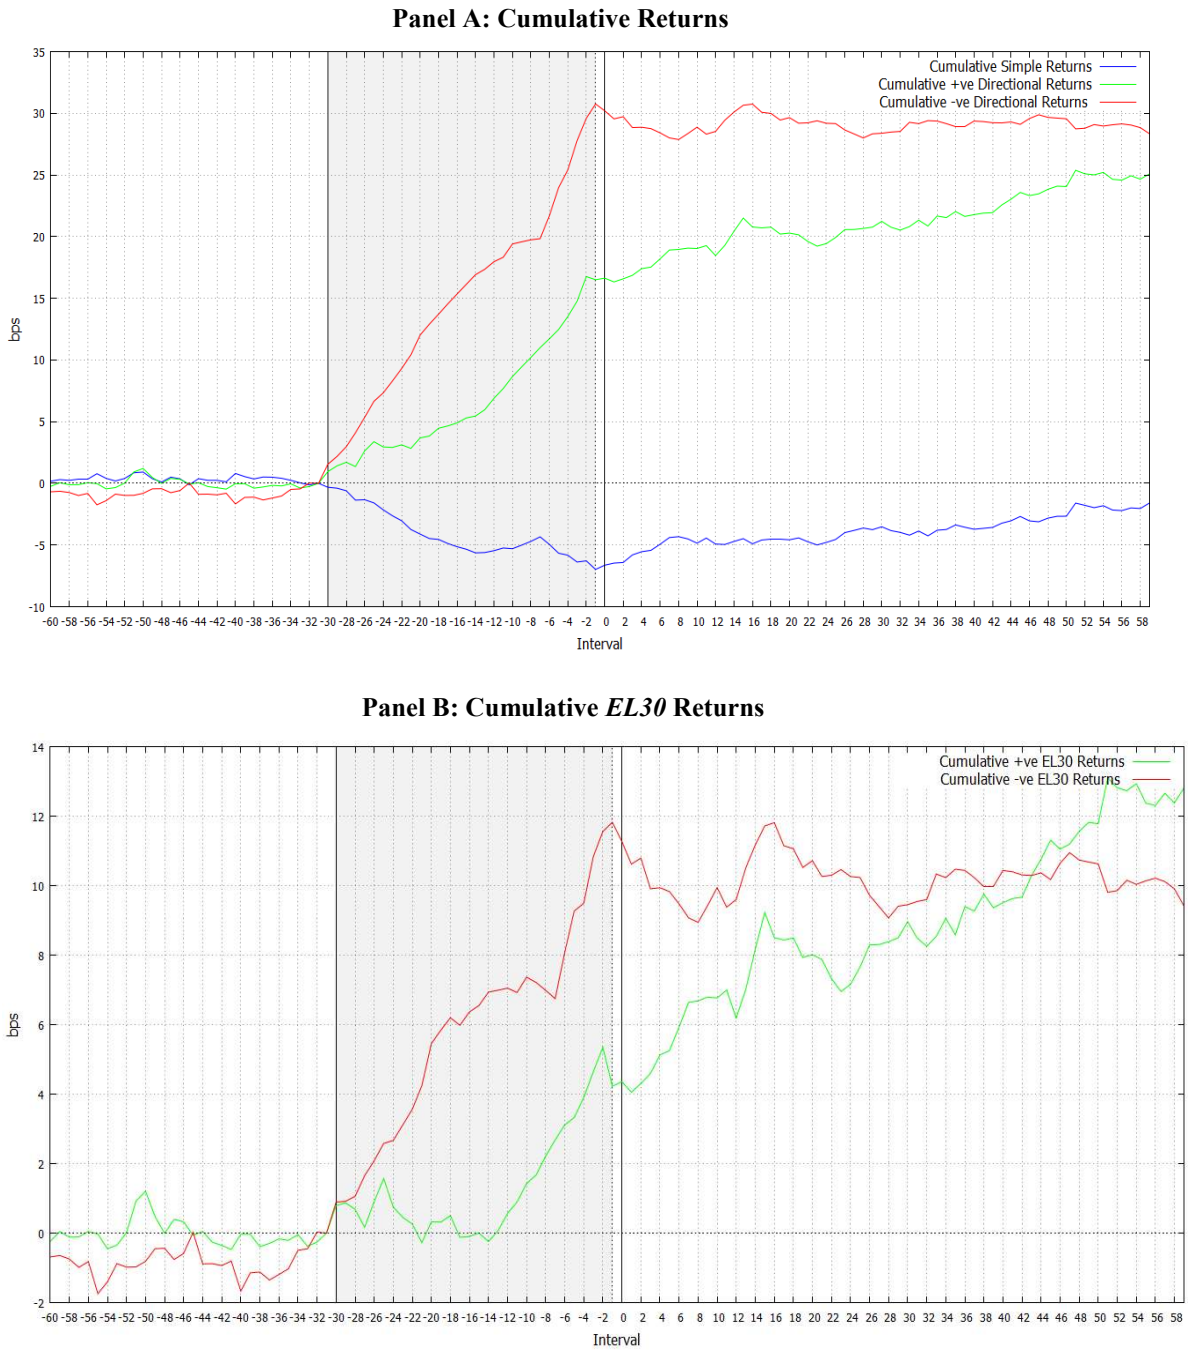 Panel A: Cumulative Returns
35
30
25
20
15
10
5
0
-5
-10
bps
Cumulative Simple Returns
Cumulative +ve Directional Returns
Cumulative -ve Directional Returns
-60 -58 -56 -54 -52 -50 -48 -46 -44 -42 -40 -38 -36 -34 -32 -30 -28 -26 -24 -22 -20 -18 -16 -14 -12 -10 -8 -6 -4 -2 0 2 4 6 8 10 12 14 16 18 20 22 24 26 28 30 32 34 36 38 40 42 44 46 48 50 52 54 56 58
Interval
Panel B: Cumulative EL30 Returns
14
12
10
8
6
4
2
0
-2
bps
Cumulative +ve EL30 Returns
Cumulative -ve EL30 Returns
-60 -58 -56 -54 -52 -50 -48 -46 -44 -42 -40 -38 -36 -34 -32 -30 -28 -26 -24 -22 -20 -18 -16 -14 -12 -10 -8 -6 -4 -2 0 2 4 6 8 10 12 14 16 18 20 22 24 26 28 30 32 34 36 38 40 42 44 46 48 50 52 54 56 58
Interval